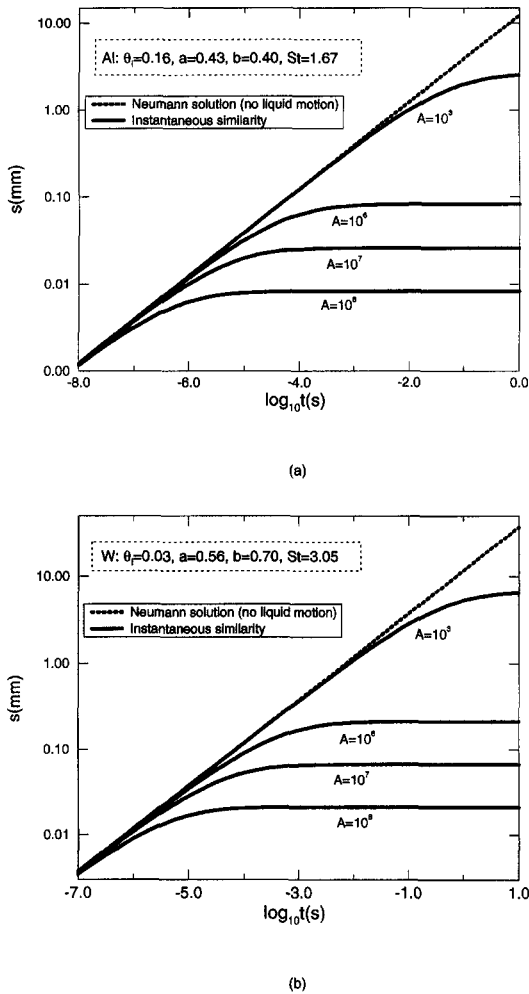 15.00
Al: θᵣ=0.16, a=0.43, b=0.40, St=1.67
Neumann solution (no liquid motion)
Instantaneous similarity
1.00
A=10³
s(mm)
0.10
A=10⁶
A=10⁷
0.01
A=10⁸
0.00
-8.0 -6.0 -4.0 -2.0 0.0
log₁₀t(s)
(a)
W: θᵣ=0.03, a=0.56, b=0.70, St=3.05
10.00
Neumann solution (no liquid motion)
Instantaneous similarity
A=10³
s(mm)
1.00
A=10⁶
0.10
A=10⁷
A=10⁸
0.01
-7.0 -5.0 -3.0 -1.0 1.0
log₁₀t(s)
(b)